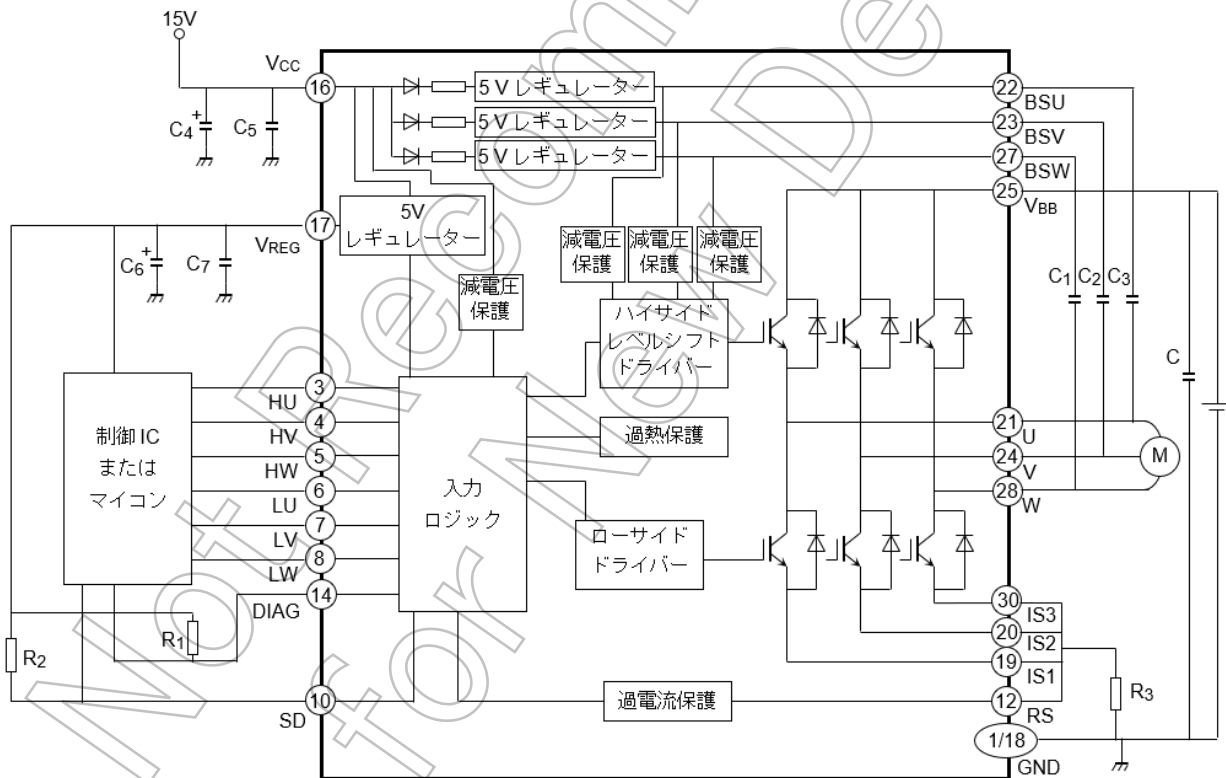 15V
VCC
16
C4
+
C5
5 V レギュレーター
5 V レギュレーター
5 V レギュレーター
22
BSU
23
BSV
27
BSW
25
VBB
17
VREG
5V
レギュレーター
C6
+
C7
減電圧
保護
減電圧
保護
減電圧
保護
減電圧
保護
C1
C2
C3
C
ハイサイド
レベルシフト
ドライバー
制御 IC
または
マイコン
3
HU
4
HV
5
HW
6
LU
7
LV
8
LW
14
DIAG
入力
ロジック
過熱保護
ローサイド
ドライバー
21
U
24
V
28
W
M
30
IS3
20
IS2
19
IS1
R1
R2
R3
10
SD
過電流保護
12
RS
1/18
GND
Not Recomm
for New De